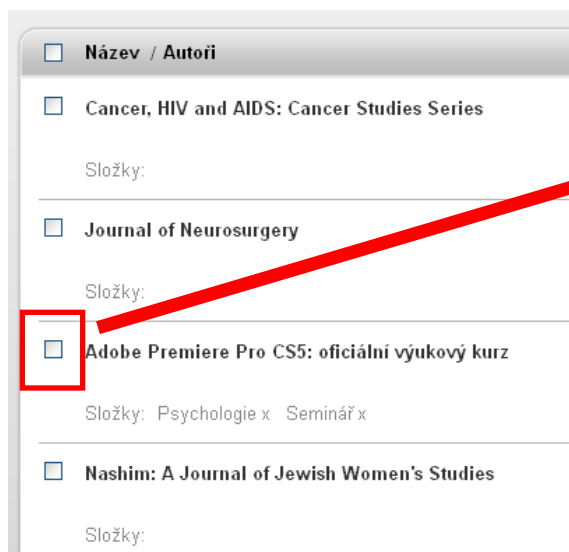 Název / Autoři
Cancer, HIV and AIDS: Cancer Studies Series
Složky:
Journal of Neurosurgery
Složky:
Adobe Premiere Pro CS5: oficiální výukový kurz
Složky: Psychologie x Seminář x
Nashim: A Journal of Jewish Women's Studies
Složky: